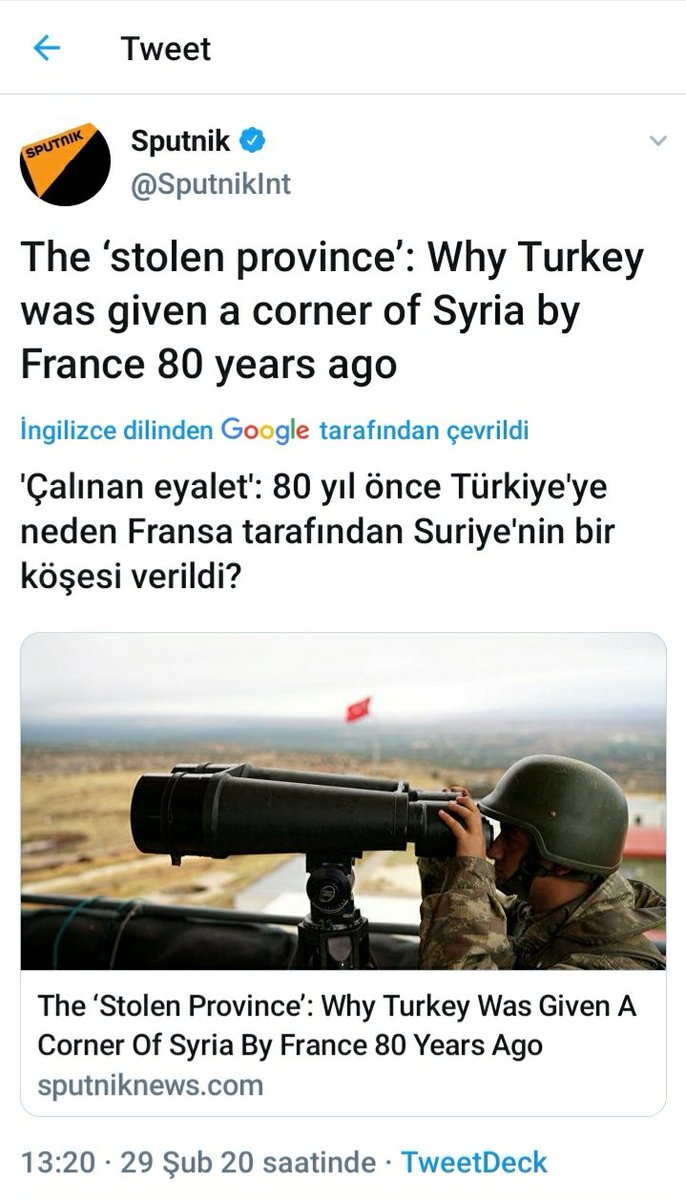 Tweet
SPUTNIK
Sputnik
@SputnikInt
The ‘stolen province’: Why Turkey
was given a corner of Syria by
France 80 years ago
İngilizce dilinden Google tarafından çevrildi
'Çalınan eyalet': 80 yıl önce Türkiye'ye
neden Fransa tarafından Suriye'nin bir
köşesi verildi?
The ‘Stolen Province’: Why Turkey Was Given A
Corner Of Syria By France 80 Years Ago
sputniknews.com
13:20 · 29 Şub 20 saatinde · TweetDeck